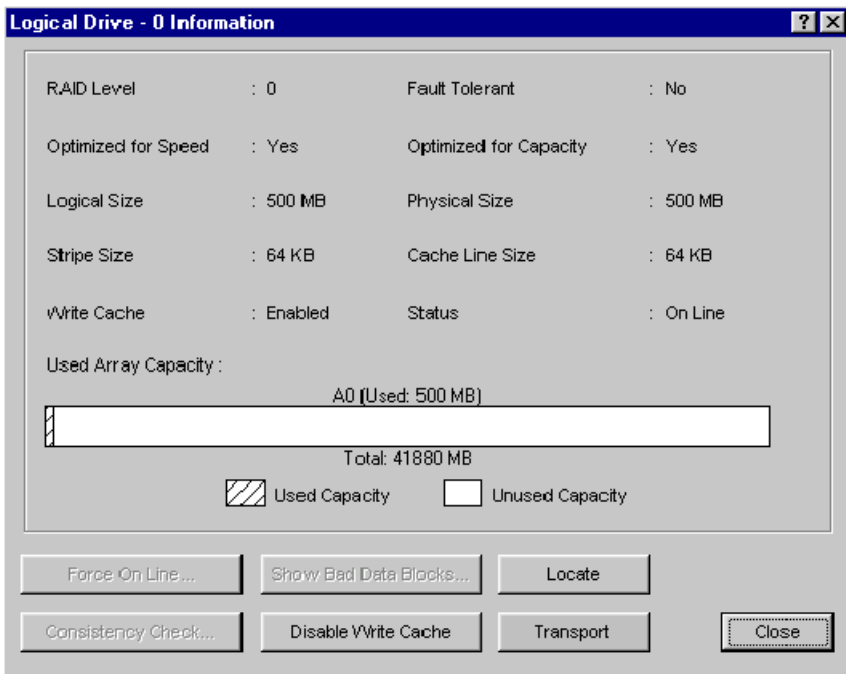 Logical Drive - 0 Information
RAID Level : 0 Fault Tolerant : No
Optimized for Speed : Yes Optimized for Capacity : Yes
Logical Size : 500 MB Physical Size : 500 MB
Stripe Size : 64 KB Cache Line Size : 64 KB
Write Cache : Enabled Status : On Line
Used Array Capacity :
A0 (Used: 500 MB)
Total: 41880 MB
Used Capacity Unused Capacity
Force On Line... Show Bad Data Blocks... Locate
Consistency Check... Disable Write Cache Transport Close